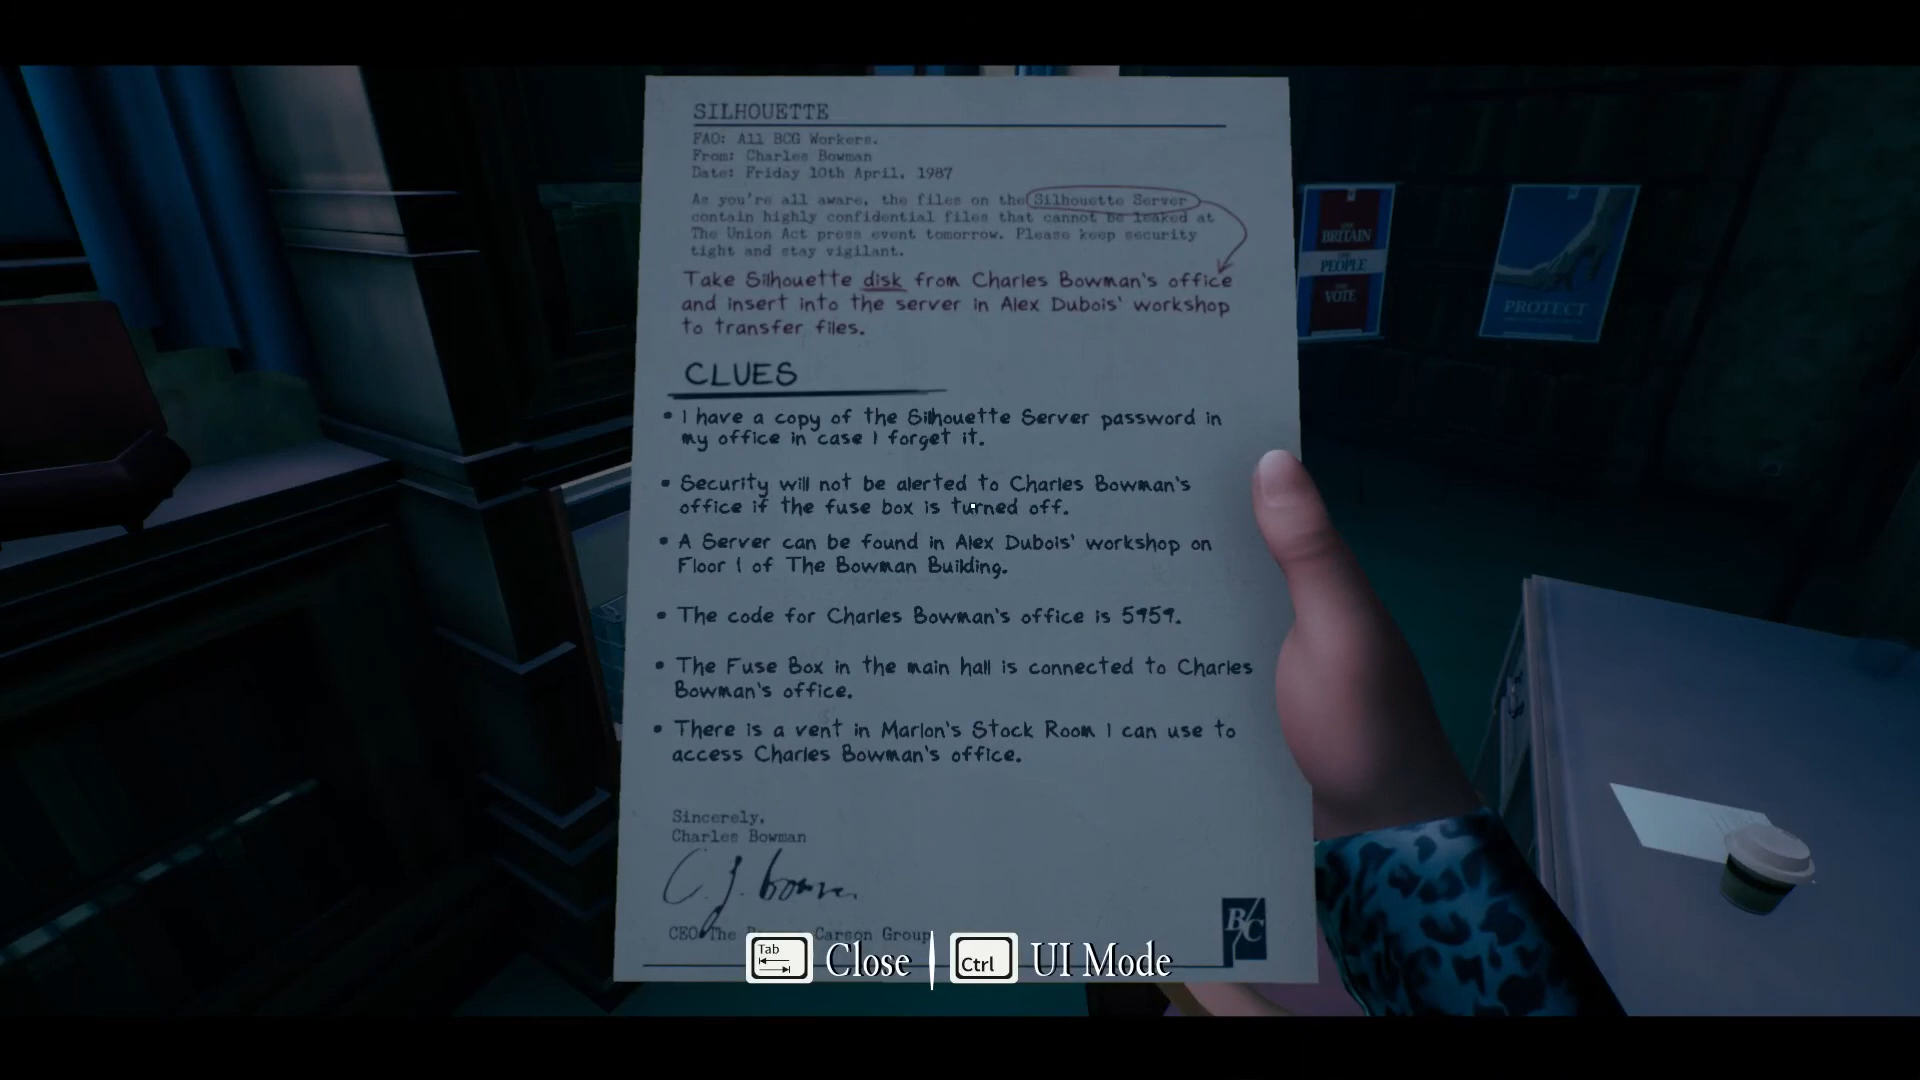 SILHOUETTE
FAO: All BCG Workers.
From: Charles Bowman
Date: Friday 10th April, 1987
As you're all aware, the files on the Silhouette Server
contain highly confidential files that cannot be leaked at
The Union Act press event tomorrow. Please keep security
tight and stay vigilant.
Take Silhouette disk from Charles Bowman's office
and insert into the server in Alex Dubois' workshop
to transfer files.
CLUES
• I have a copy of the Silhouette Server password in
my office in case I forget it.
• Security will not be alerted to Charles Bowman's
office if the fuse box is turned off.
• A Server can be found in Alex Dubois' workshop on
Floor 1 of The Bowman Building.
• The code for Charles Bowman's office is 5959.
• The Fuse Box in the main hall is connected to Charles
Bowman's office.
• There is a vent in Marlon's Stock Room I can use to
access Charles Bowman's office.
Sincerely,
Charles Bowman
C. J. Bowman
CEO The Carson Group
B/C
Tab Close | Ctrl UI Mode
BRITAIN
PEOPLE
VOTE
PROTECT